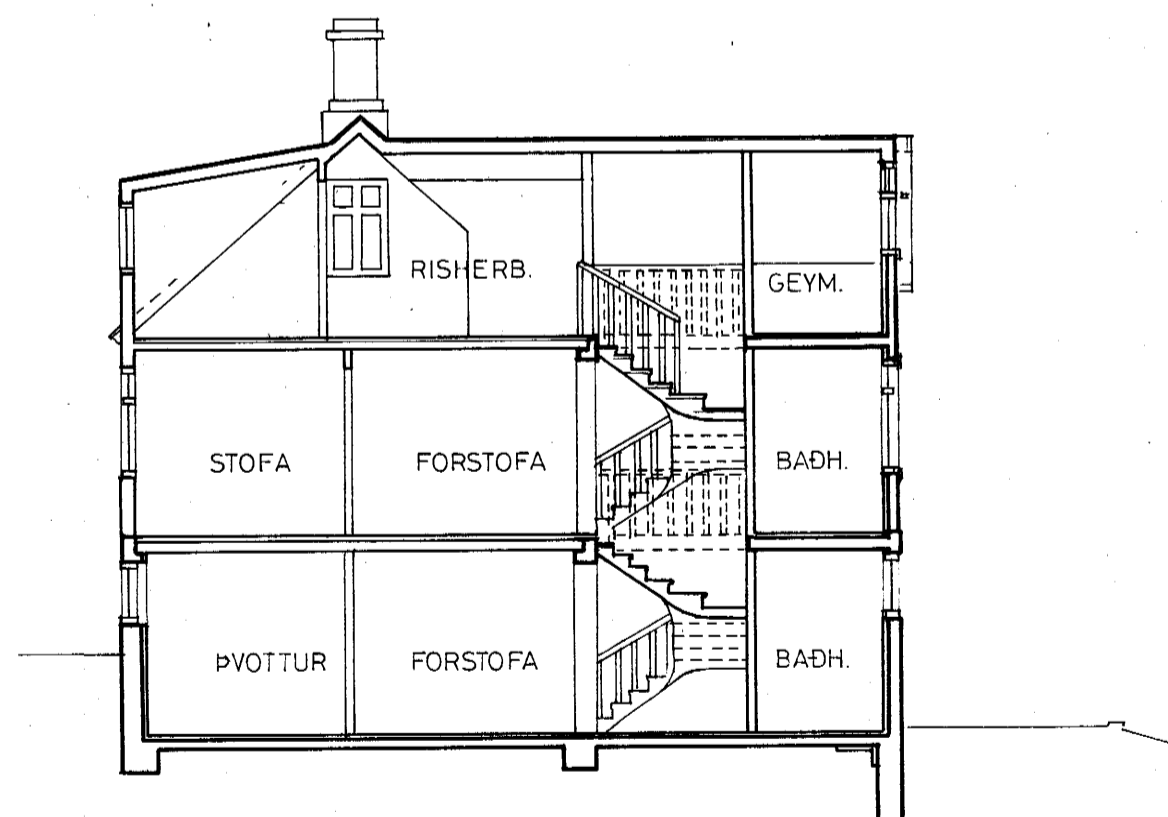 RISHERB.
GEYM.
STOFA
FORSTOFA
BAÐH.
ÞVOTTUR
FORSTOFA
BAÐH.